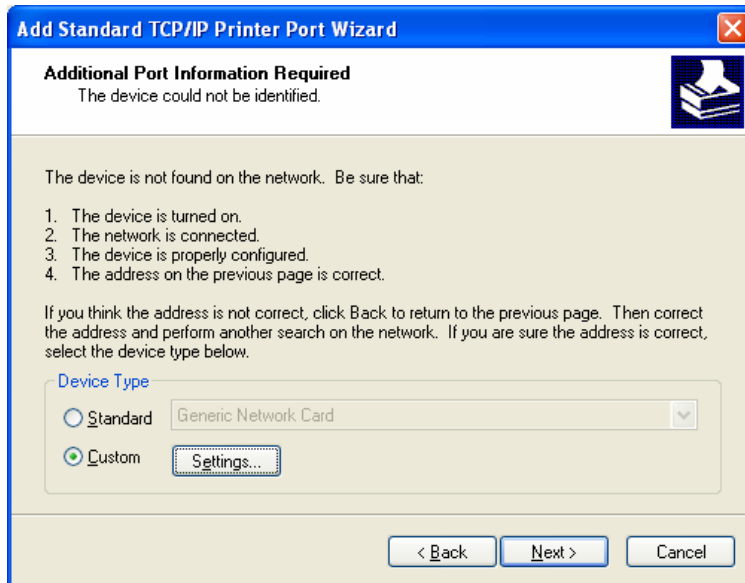 Add Standard TCP/IP Printer Port Wizard
Additional Port Information Required
The device could not be identified.
The device is not found on the network. Be sure that:
1. The device is turned on.
2. The network is connected.
3. The device is properly configured.
4. The address on the previous page is correct.
If you think the address is not correct, click Back to return to the previous page. Then correct
the address and perform another search on the network. If you are sure the address is correct,
select the device type below.
Device Type
Standard Generic Network Card
Custom Settings...
< Back Next > Cancel